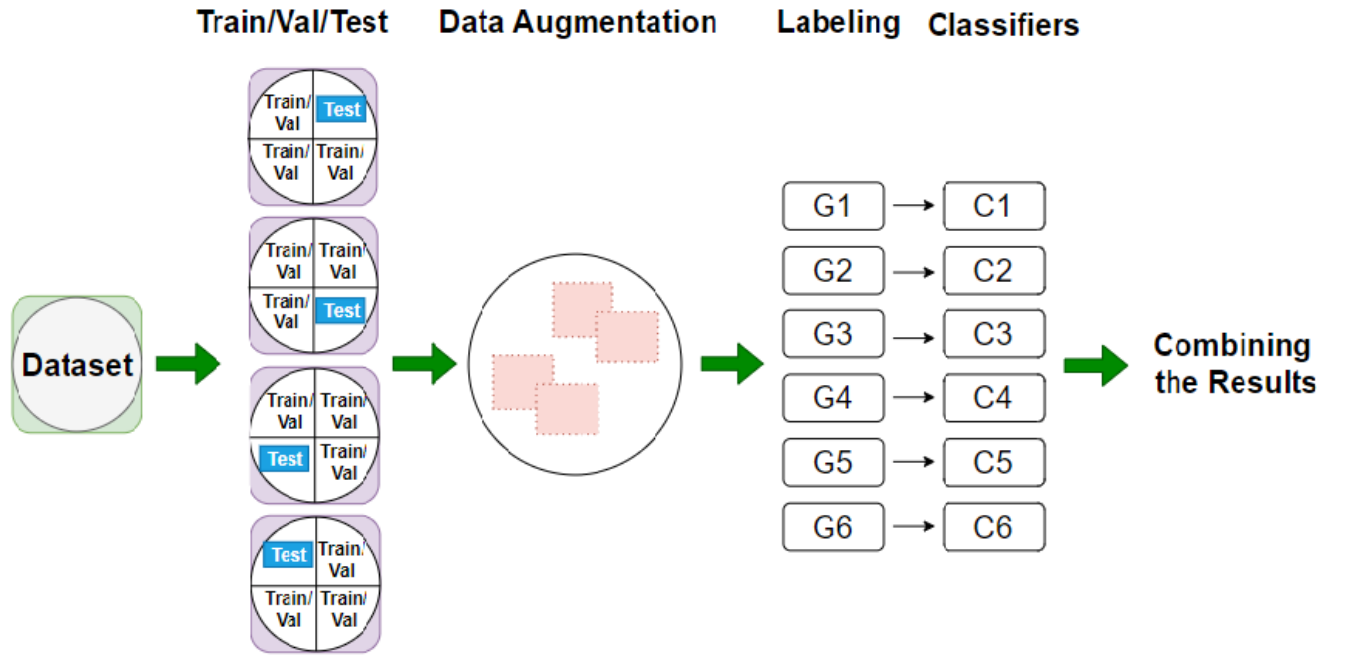 Train/Val/Test
Data Augmentation
Labeling
Classifiers
Dataset
Train/
Val
Test
Train/
Val
Train/
Val
Train/
Val
Train/
Val
Train/
Val
Test
Train/
Val
Train/
Val
Test
Train/
Val
Test
Train/
Val
Train/
Val
Train/
Val
G1
C1
G2
C2
G3
C3
G4
C4
G5
C5
G6
C6
Combining
the Results